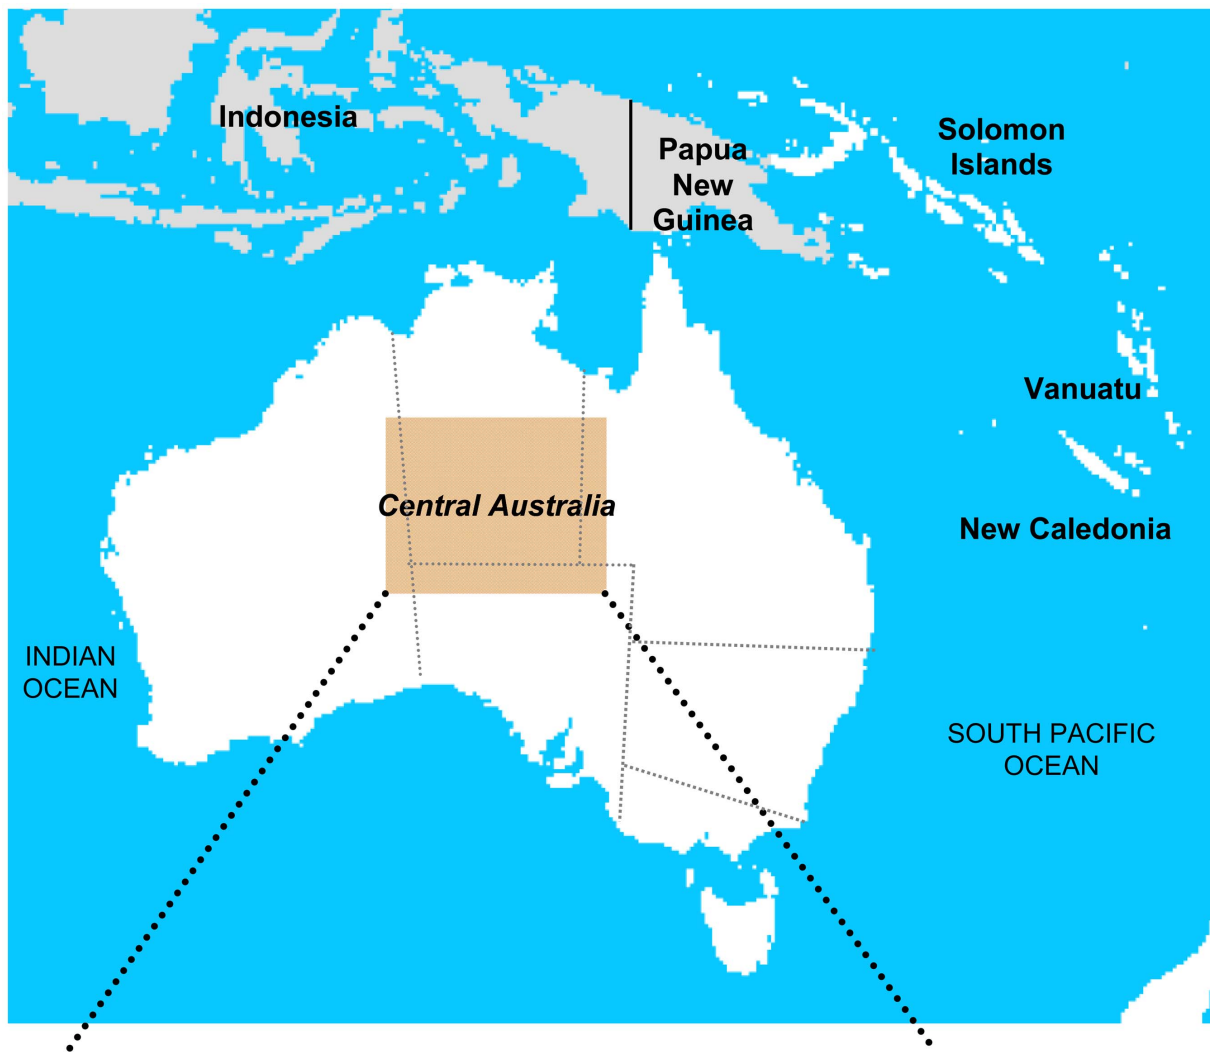 Indonesia
Papua
New
Guinea
Solomon
Islands
Vanuatu
Central Australia
New Caledonia
INDIAN
OCEAN
SOUTH PACIFIC
OCEAN